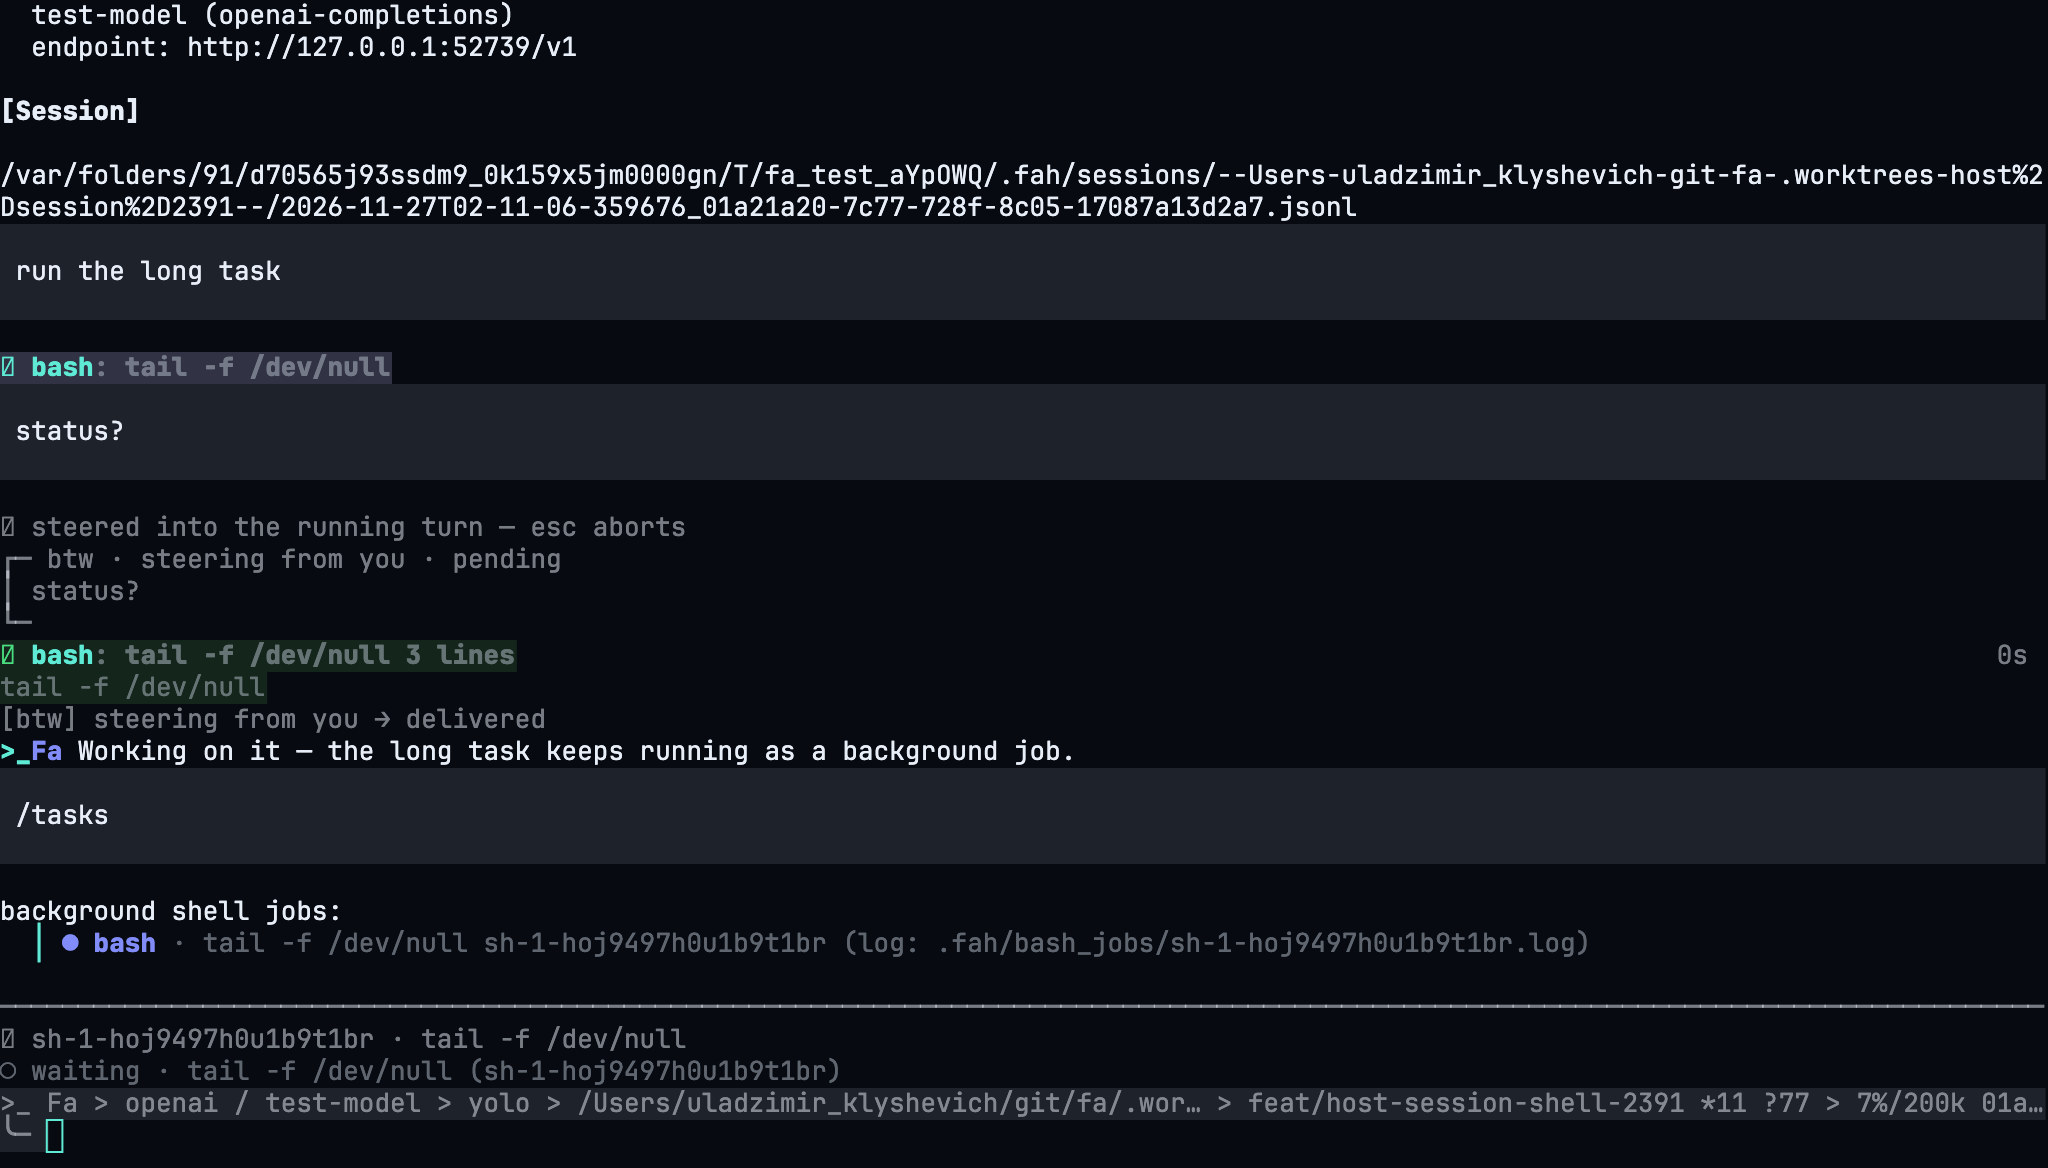 test-model (openai-completions)
endpoint: http://127.0.0.1:52739/v1
[Session]
/var/folders/91/d70565j93ssdm9_0k159x5jm0000gn/T/fa_test_aYpOWQ/.fah/sessions/--Users-uladzimir_klyshevich-git-fa-.worktrees-host%2
Dsession%2D2391--/2026-11-27T02-11-06-359676_01a21a20-7c77-728f-8c05-17087a13d2a7.jsonl
run the long task
bash: tail -f /dev/null
status?
steered into the running turn — esc aborts
btw · steering from you · pending
status?
bash: tail -f /dev/null 3 lines 0s
tail -f /dev/null
[btw] steering from you → delivered
>_Fa Working on it — the long task keeps running as a background job.
/tasks
background shell jobs:
● bash · tail -f /dev/null sh-1-hoj9497h0u1b9t1br (log: .fah/bash_jobs/sh-1-hoj9497h0u1b9t1br.log)
sh-1-hoj9497h0u1b9t1br · tail -f /dev/null
○ waiting · tail -f /dev/null (sh-1-hoj9497h0u1b9t1br)
>_ Fa > openai / test-model > yolo > /Users/uladzimir_klyshevich/git/fa/.wor… > feat/host-session-shell-2391 *11 ?77 > 7%/200k 01a…